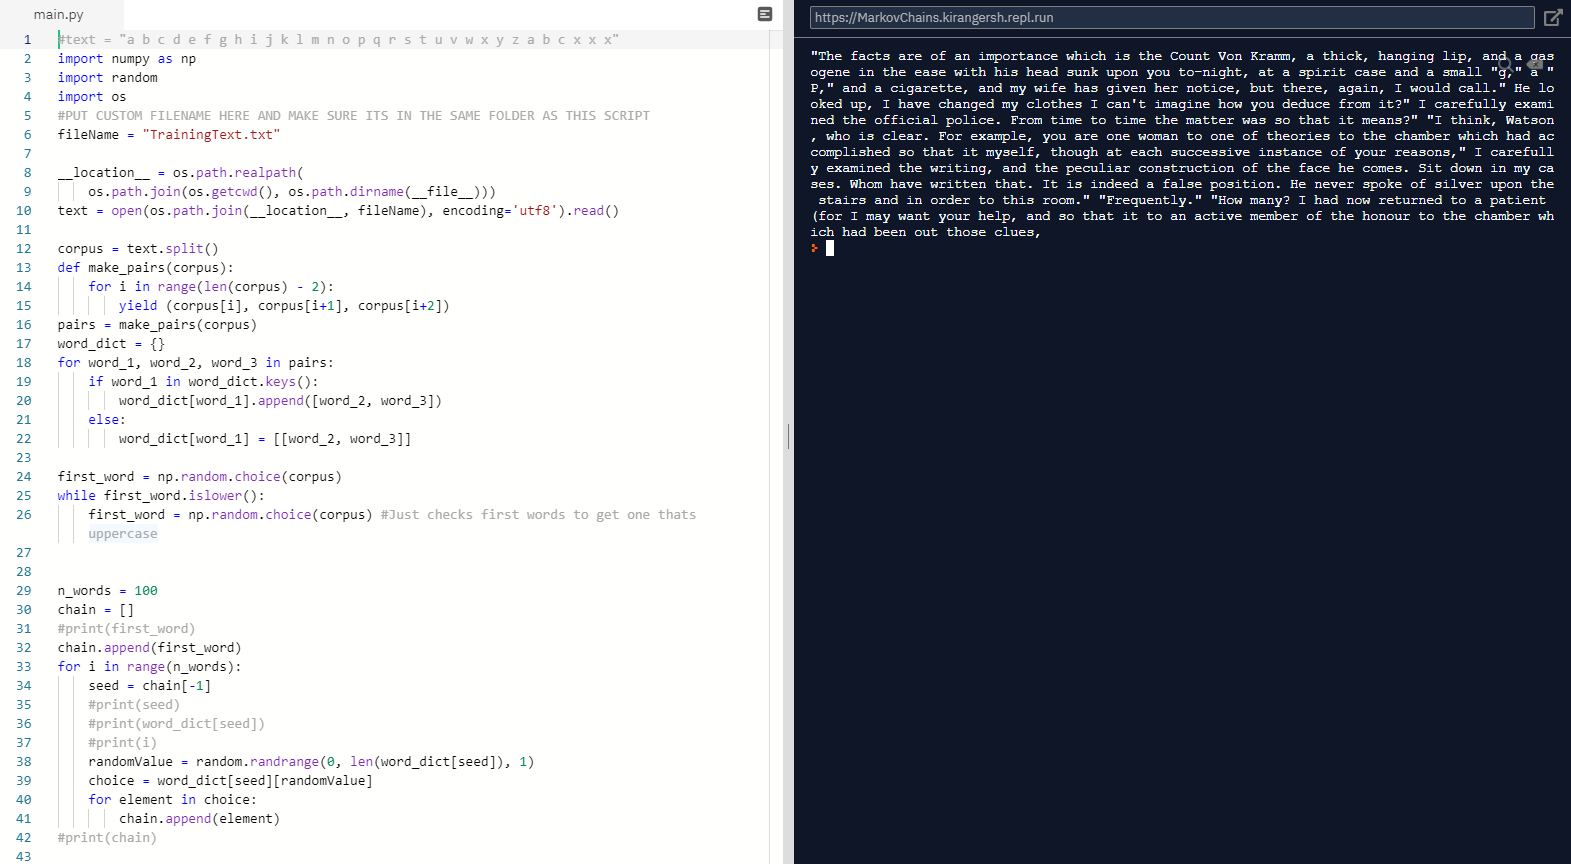 main.py
1 #text = "a b c d e f g h i j k l m n o p q r s t u v w x y z a b c x x x"
2 import numpy as np
3 import random
4 import os
5 #PUT CUSTOM FILENAME HERE AND MAKE SURE ITS IN THE SAME FOLDER AS THIS SCRIPT
6 fileName = "TrainingText.txt"
7
8 __location__ = os.path.realpath(
9 os.path.join(os.getcwd(), os.path.dirname(__file__)))
10 text = open(os.path.join(__location__, fileName), encoding='utf8').read()
11
12 corpus = text.split()
13 def make_pairs(corpus):
14 for i in range(len(corpus) - 2):
15 yield (corpus[i], corpus[i+1], corpus[i+2])
16 pairs = make_pairs(corpus)
17 word_dict = {}
18 for word_1, word_2, word_3 in pairs:
19 if word_1 in word_dict.keys():
20 word_dict[word_1].append([word_2, word_3])
21 else:
22 word_dict[word_1] = [[word_2, word_3]]
23
24 first_word = np.random.choice(corpus)
25 while first_word.islower():
26 first_word = np.random.choice(corpus) #Just checks first words to get one thats
uppercase
27
28
29 n_words = 100
30 chain = []
31 #print(first_word)
32 chain.append(first_word)
33 for i in range(n_words):
34 seed = chain[-1]
35 #print(seed)
36 #print(word_dict[seed])
37 #print(i)
38 randomValue = random.randrange(0, len(word_dict[seed]), 1)
39 choice = word_dict[seed][randomValue]
40 for element in choice:
41 chain.append(element)
42 #print(chain)
43
https://MarkovChains.kirangersh.repl.run
"The facts are of an importance which is the Count Von Kramm, a thick, hanging lip, and a gas
ogene in the ease with his head sunk upon you to-night, at a spirit case and a small "g," a "
P," and a cigarette, and my wife has given her notice, but there, again, I would call." He lo
oked up, I have changed my clothes I can't imagine how you deduce from it?" I carefully exami
ned the official police. From time to time the matter was so that it means?" "I think, Watson
, who is clear. For example, you are one woman to one of theories to the chamber which had ac
complished so that it myself, though at each successive instance of your reasons," I carefull
y examined the writing, and the peculiar construction of the face he comes. Sit down in my ca
ses. Whom have written that. It is indeed a false position. He never spoke of silver upon the
stairs and in order to this room." "Frequently." "How many? I had now returned to a patient
(for I may want your help, and so that it to an active member of the honour to the chamber wh
ich had been out those clues,
>